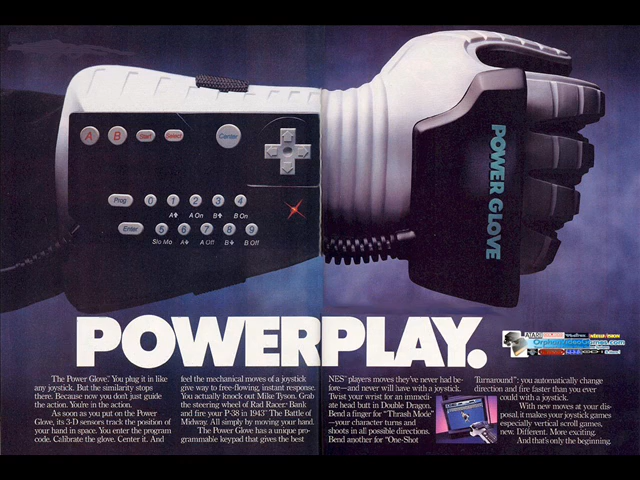 POWER GLOVE
A B Start Select Center
Prog 0 1 2 3 4
A⬆ A On B⬆ B On
Enter 5 6 7 8 9
Slo Mo A⬇ A Off B⬇ B Off
POWERPLAY.
OrphanVideoGames.com
The Power Glove.™ You plug it in like
any joystick. But the similarity stops
there. Because now you don't just guide
the action. You're in the action.
As soon as you put on the Power
Glove, its 3-D sensors track the position of
your hand in space. You enter the program
code. Calibrate the glove. Center it. And
feel the mechanical moves of a joystick
give way to free-flowing, instant response.
You actually knock out Mike Tyson. Grab
the steering wheel of Rad Racer.™ Bank
and fire your P-38 in 1943™ The Battle of
Midway. All simply by moving your hand.
The Power Glove has a unique pro-
grammable keypad that gives the best
NES™ players moves they've never had be-
fore—and never will have with a joystick.
Twist your wrist for an immedi-
ate head butt in Double Dragon.
Bend a finger for "Thrash Mode"
—your character turns and
shoots in all possible directions.
Bend another for "One-Shot
Turnaround": you automatically change
direction and fire faster than you ever
could with a joystick.
With new moves at your dis-
posal, it makes your joystick games
especially vertical scroll games,
new. Different. More exciting.
And that's only the beginning.